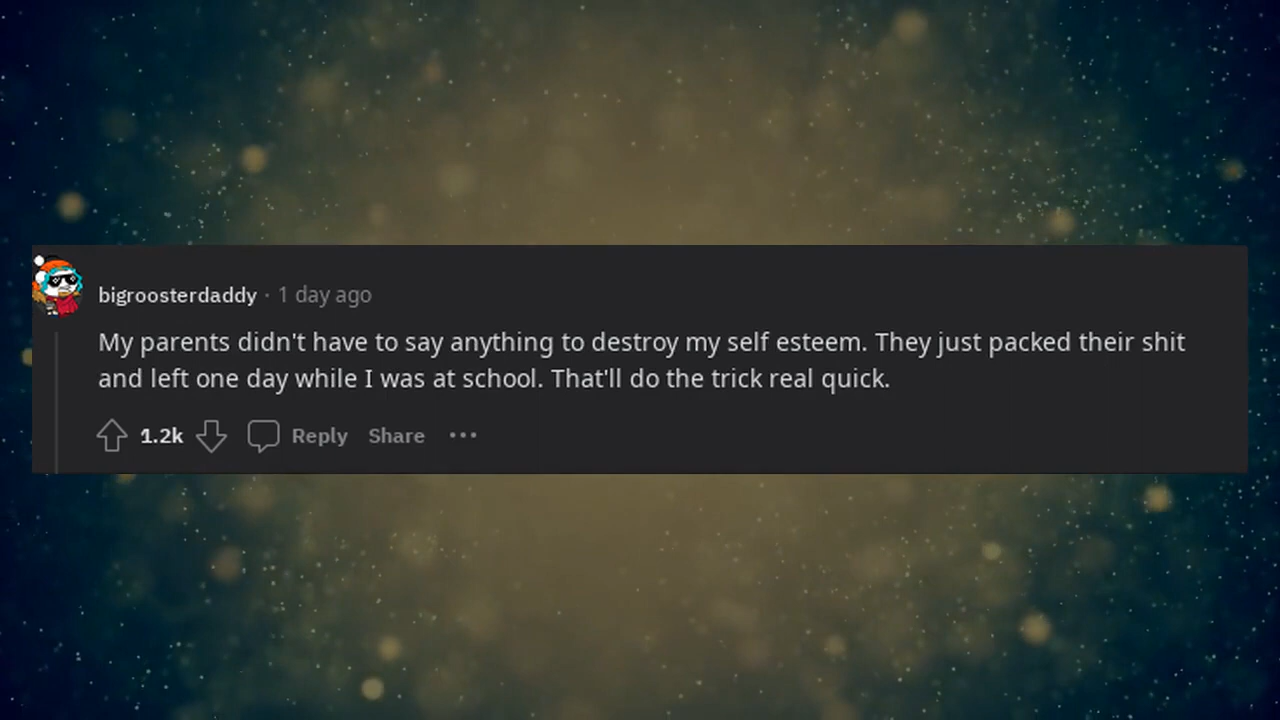 bigroosterdaddy · 1 day ago
My parents didn't have to say anything to destroy my self esteem. They just packed their shit
and left one day while I was at school. That'll do the trick real quick.
1.2k Reply Share ···